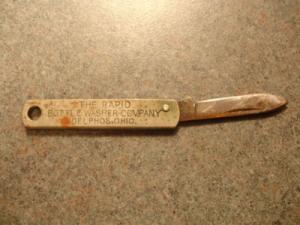 THE RAPID
BOTTLE WASHER COMPANY
DELPHOS, OHIO.